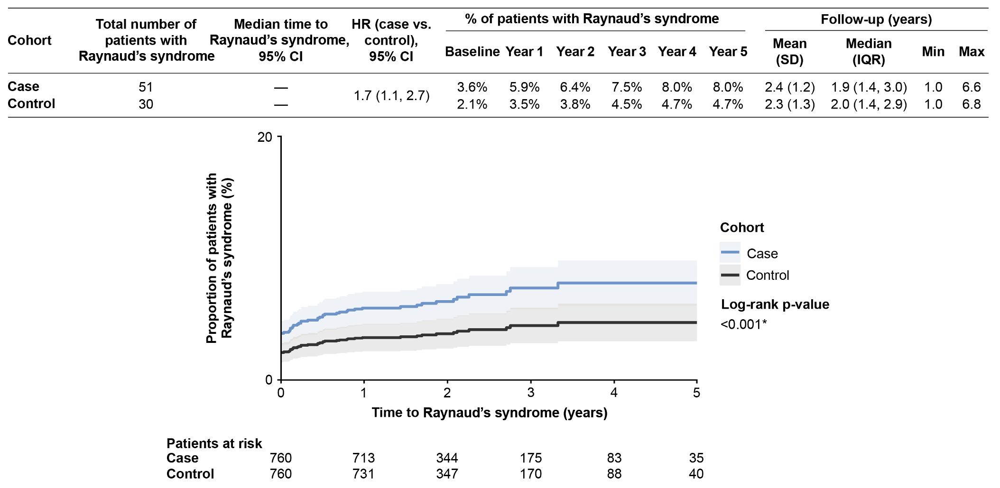 Cohort
Total number of
patients with
Raynaud’s syndrome
Median time to
Raynaud’s syndrome,
95% CI
HR (case vs.
control),
95% CI
% of patients with Raynaud’s syndrome
Baseline Year 1 Year 2 Year 3 Year 4 Year 5
Follow-up (years)
Mean
(SD)
Median
(IQR)
Min
Max
Case 51 — 3.6% 5.9% 6.4% 7.5% 8.0% 8.0% 2.4 (1.2) 1.9 (1.4, 3.0) 1.0 6.6
1.7 (1.1, 2.7)
Control 30 — 2.1% 3.5% 3.8% 4.5% 4.7% 4.7% 2.3 (1.3) 2.0 (1.4, 2.9) 1.0 6.8
Proportion of patients with
Raynaud’s syndrome (%)
20
0
0 1 2 3 4 5
Time to Raynaud’s syndrome (years)
Cohort
Case
Control
Log-rank p-value
<0.001*
Patients at risk
Case 760 713 344 175 83 35
Control 760 731 347 170 88 40